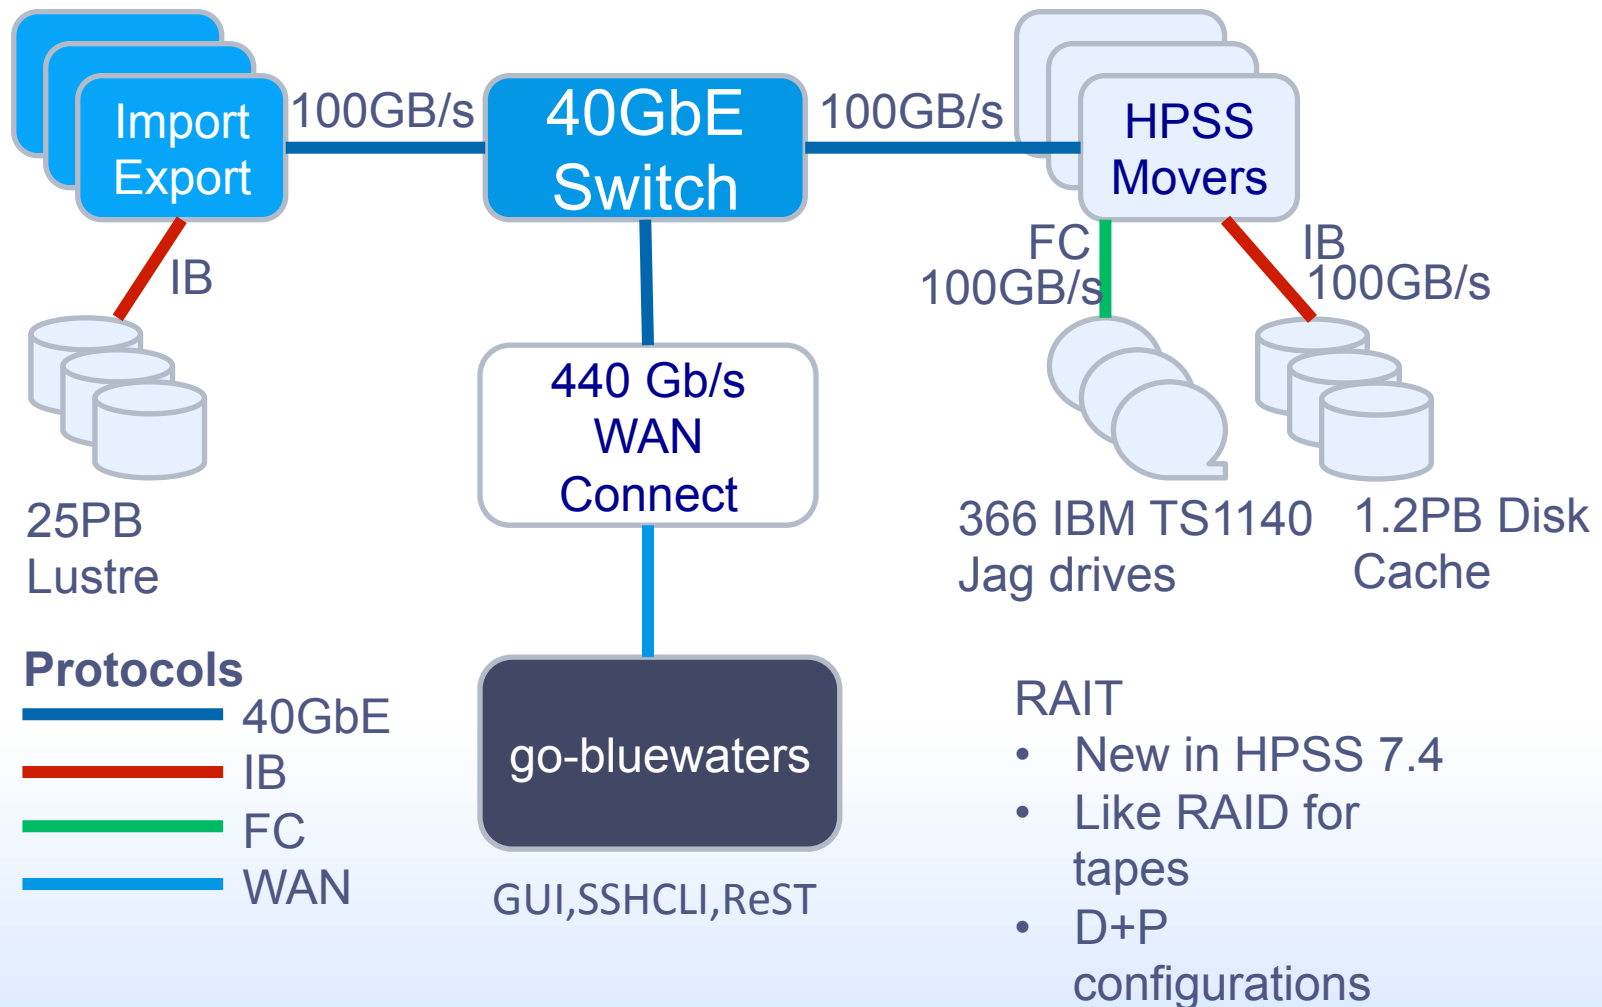 Import
Export
100GB/s
40GbE
Switch
100GB/s
HPSS
Movers
IB
FC
100GB/s
IB
100GB/s
25PB
Lustre
440 Gb/s
WAN
Connect
366 IBM TS1140
Jag drives
1.2PB Disk
Cache
Protocols
40GbE
IB
FC
WAN
go-bluewaters
GUI,SSHCLI,ReST
RAIT
• New in HPSS 7.4
• Like RAID for
tapes
• D+P
configurations